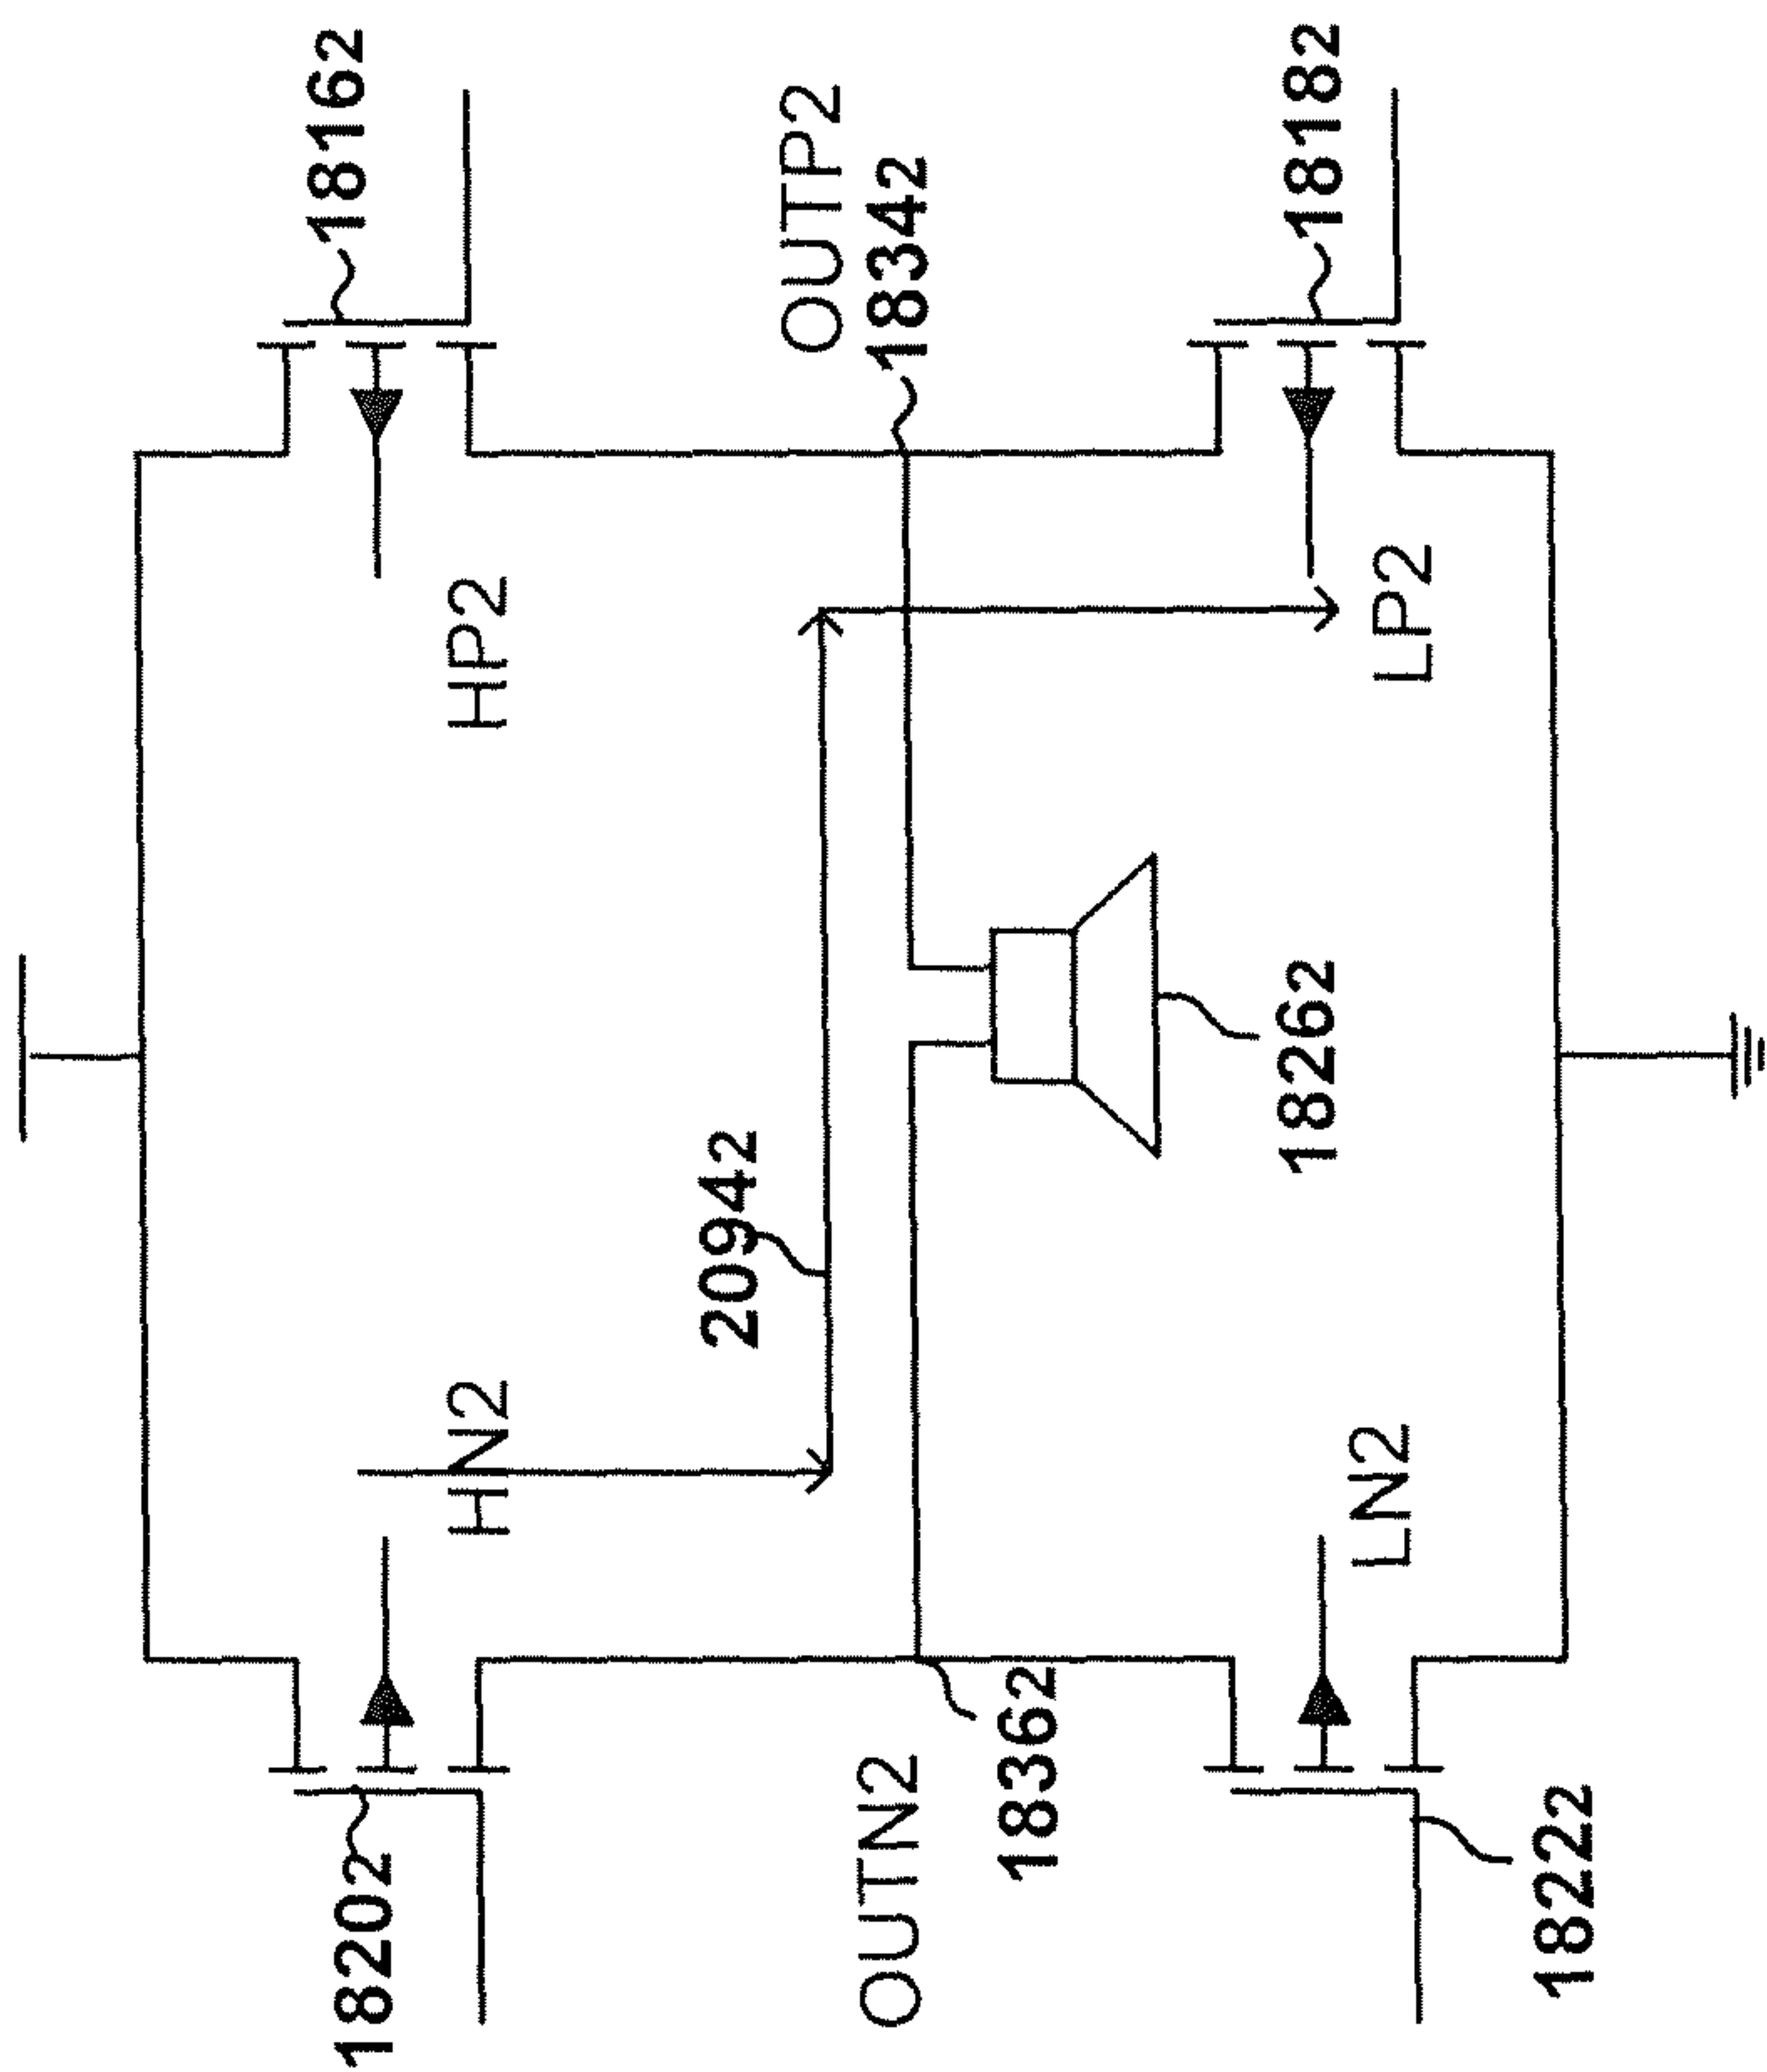 1816₂
HP2
OUTP2
1834₂
1818₂
LP2
2094₂
1826₂
HN2
1820₂
OUTN2
1836₂
LN2
1822₂